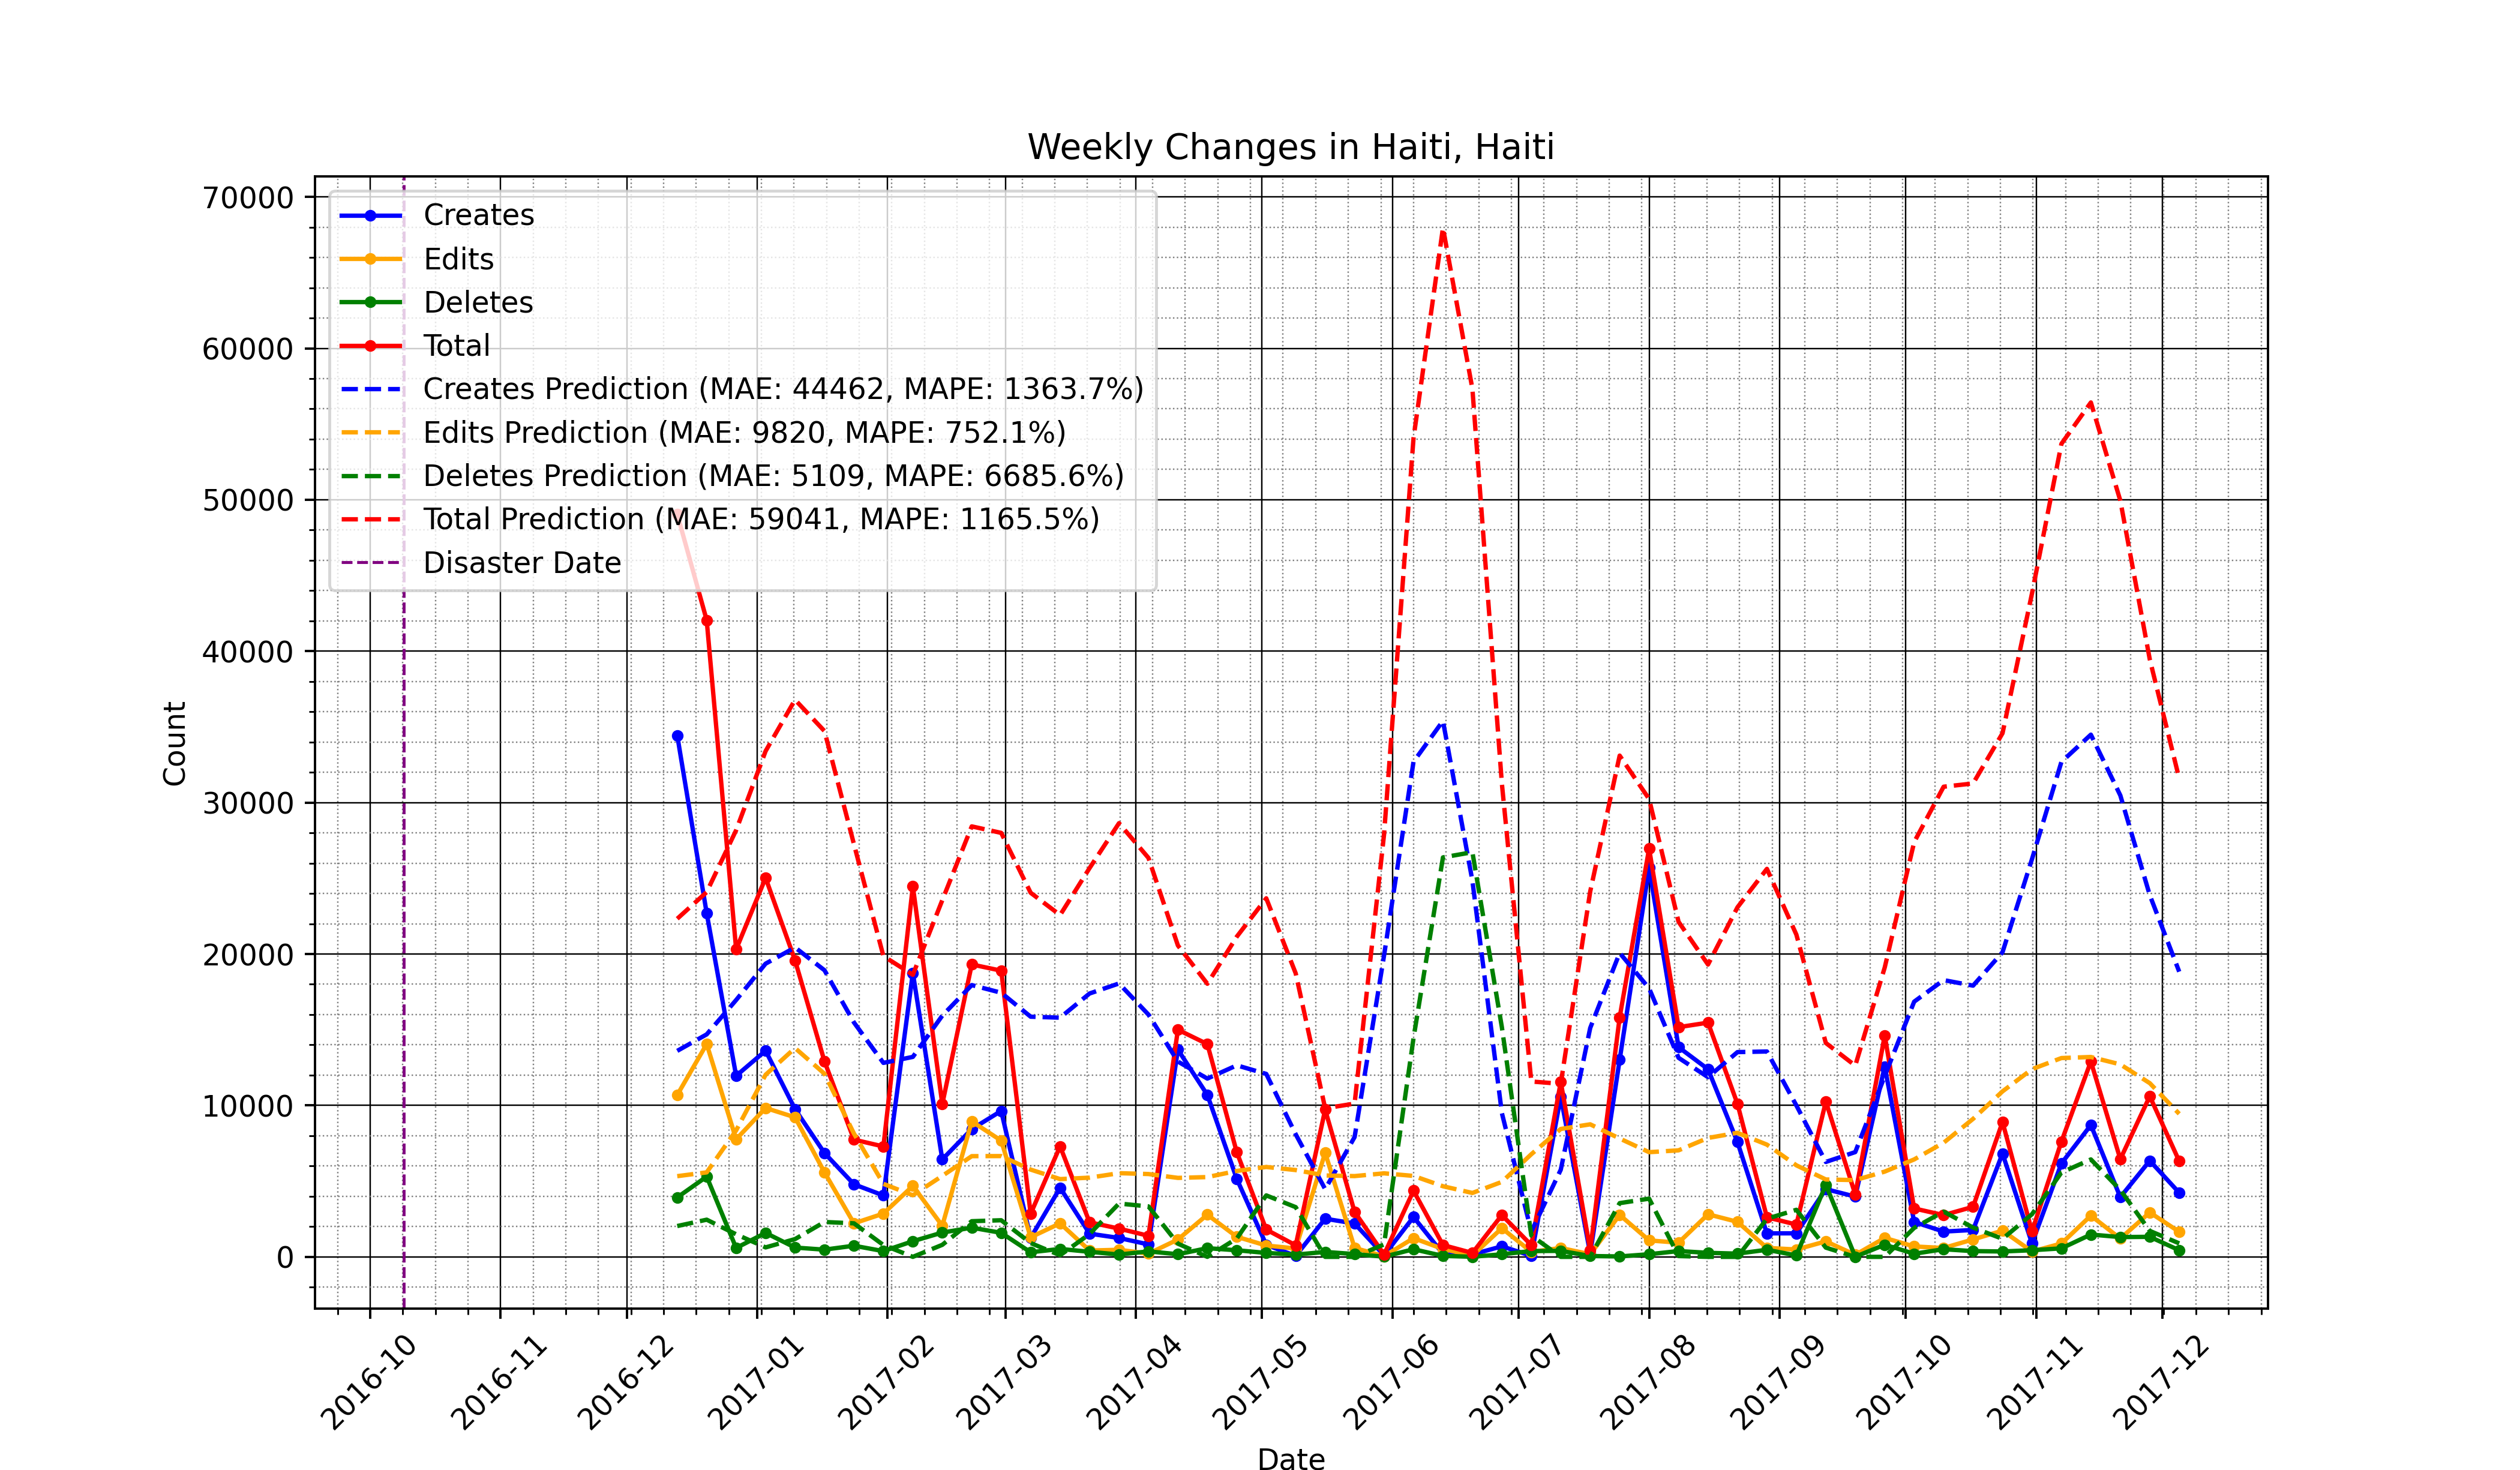 Weekly Changes in Haiti, Haiti
70000
60000
50000
40000
30000
20000
10000
0
Count
Creates
Edits
Deletes
Total
Creates Prediction (MAE: 44462, MAPE: 1363.7%)
Edits Prediction (MAE: 9820, MAPE: 752.1%)
Deletes Prediction (MAE: 5109, MAPE: 6685.6%)
Total Prediction (MAE: 59041, MAPE: 1165.5%)
Disaster Date
2016-10
2016-11
2016-12
2017-01
2017-02
2017-03
2017-04
2017-05
2017-06
2017-07
2017-08
2017-09
2017-10
2017-11
2017-12
Date